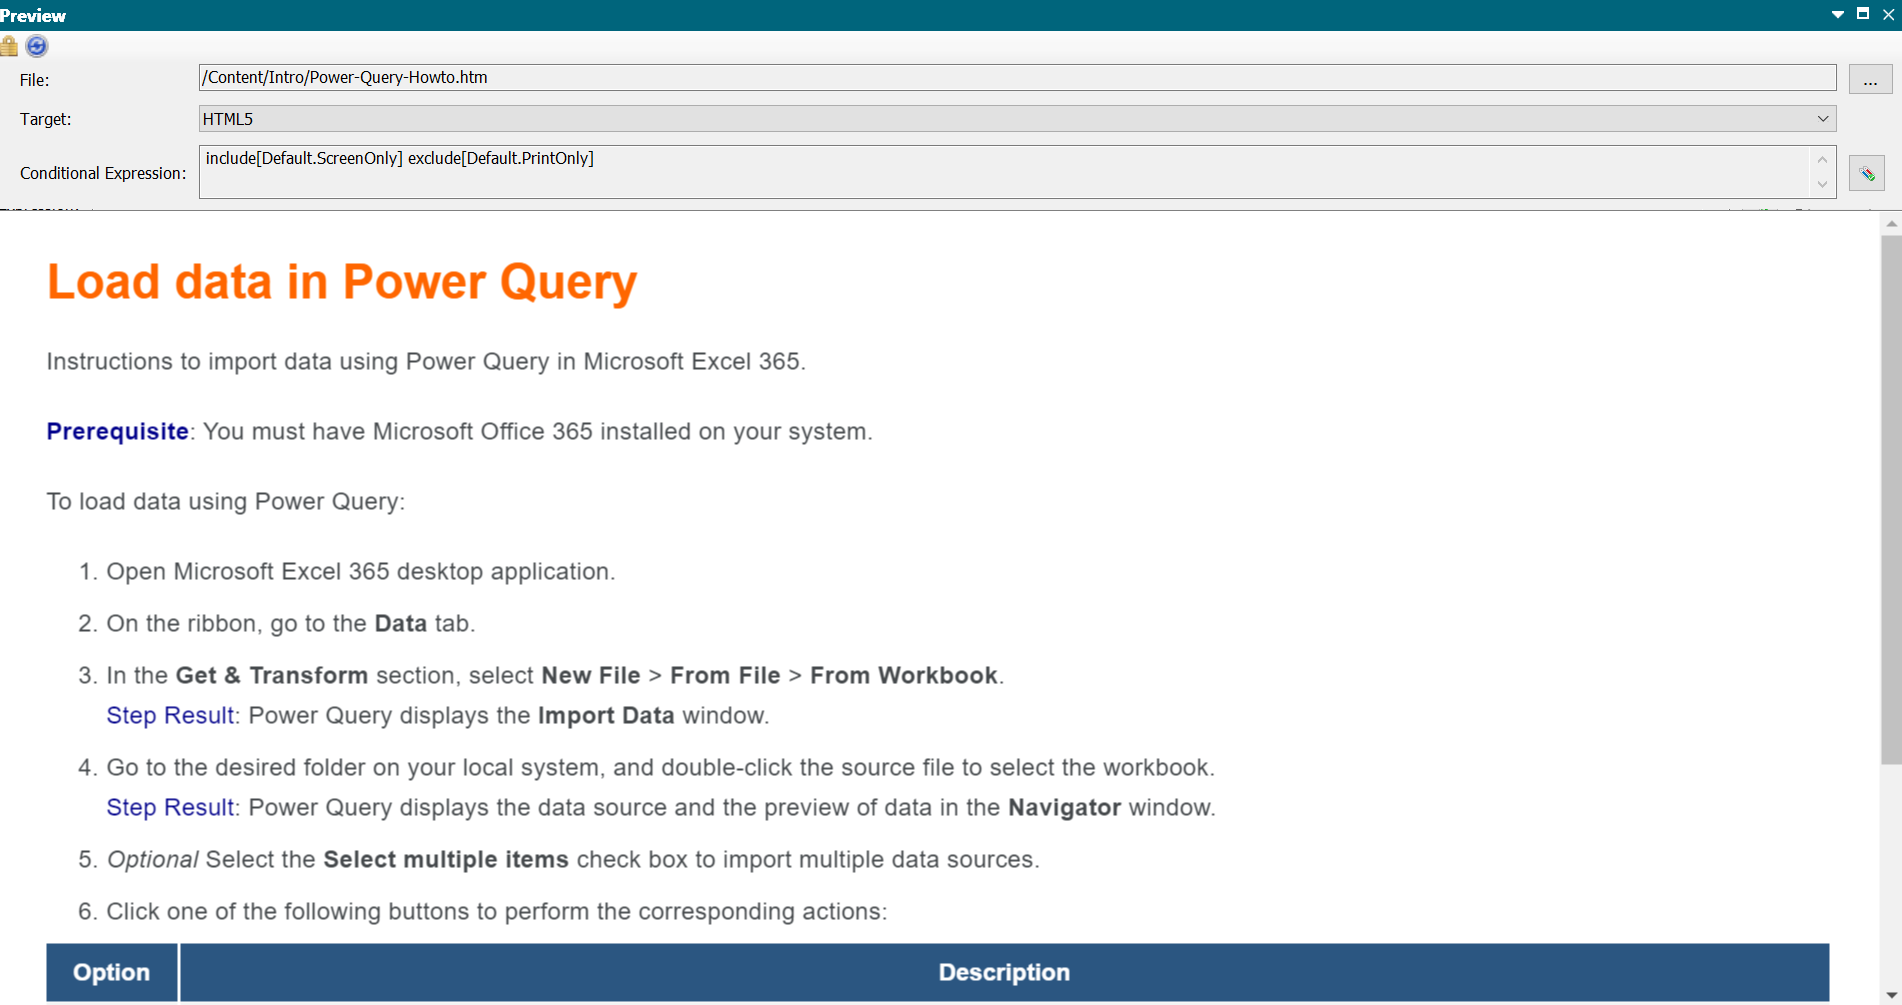 Preview
File:
/Content/Intro/Power-Query-Howto.htm
...
Target:
HTML5
Conditional Expression:
include[Default.ScreenOnly] exclude[Default.PrintOnly]
Load data in Power Query
Instructions to import data using Power Query in Microsoft Excel 365.
Prerequisite: You must have Microsoft Office 365 installed on your system.
To load data using Power Query:
1. Open Microsoft Excel 365 desktop application.
2. On the ribbon, go to the Data tab.
3. In the Get & Transform section, select New File > From File > From Workbook.
Step Result: Power Query displays the Import Data window.
4. Go to the desired folder on your local system, and double-click the source file to select the workbook.
Step Result: Power Query displays the data source and the preview of data in the Navigator window.
5. Optional Select the Select multiple items check box to import multiple data sources.
6. Click one of the following buttons to perform the corresponding actions:
Option Description